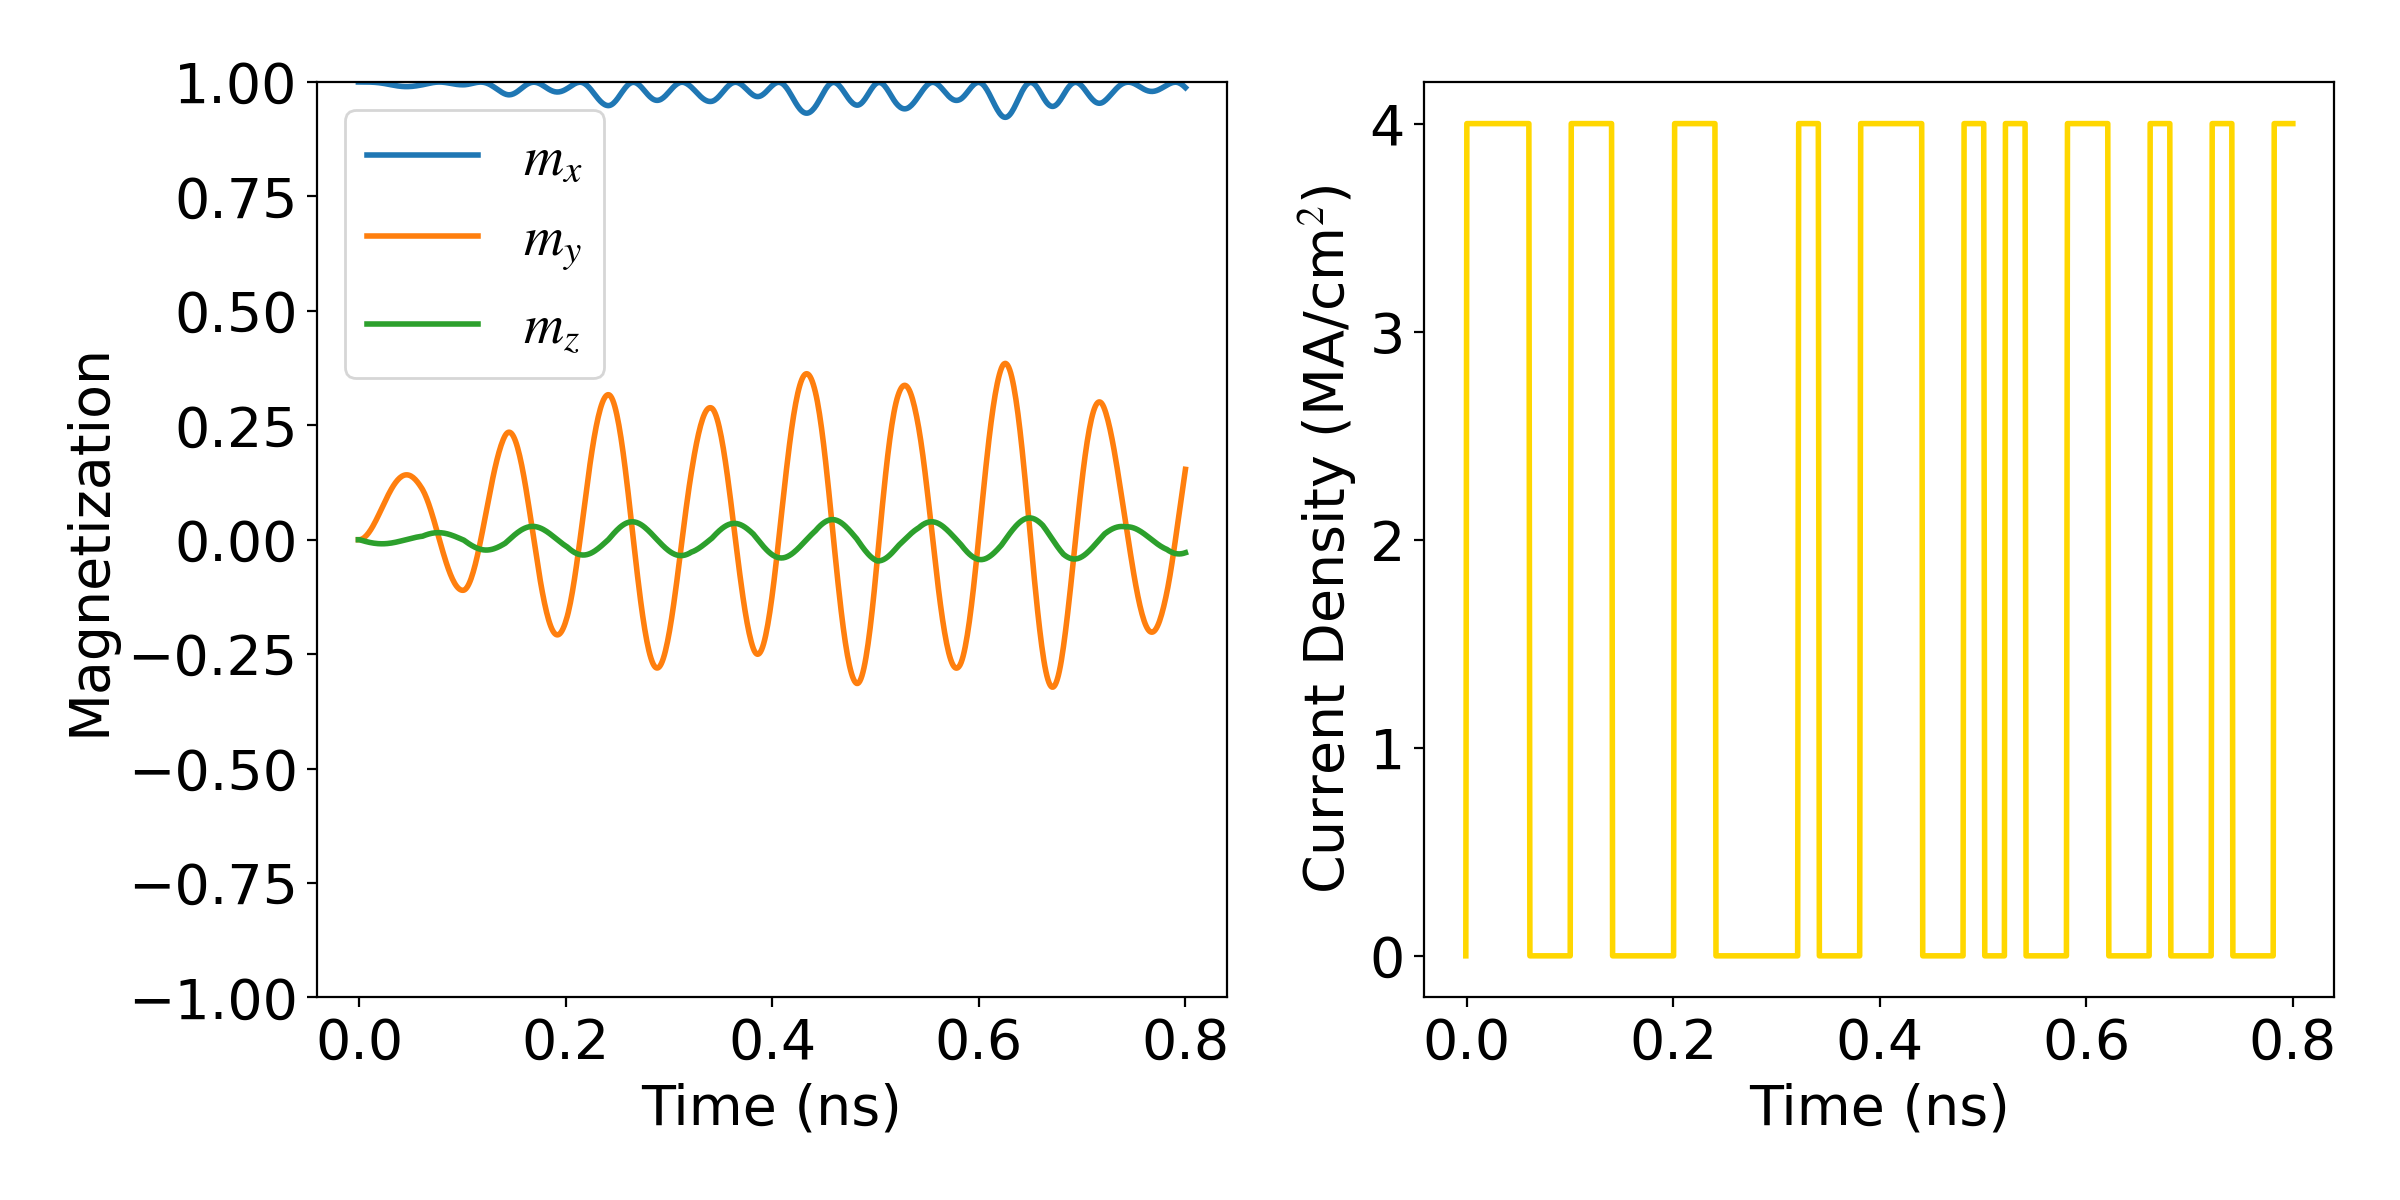 Magnetization
1.00
0.75
0.50
0.25
0.00
−0.25
−0.50
−0.75
−1.00
m_x
m_y
m_z
0.0 0.2 0.4 0.6 0.8
Time (ns)
Current Density (MA/cm²)
4
3
2
1
0
0.0 0.2 0.4 0.6 0.8
Time (ns)